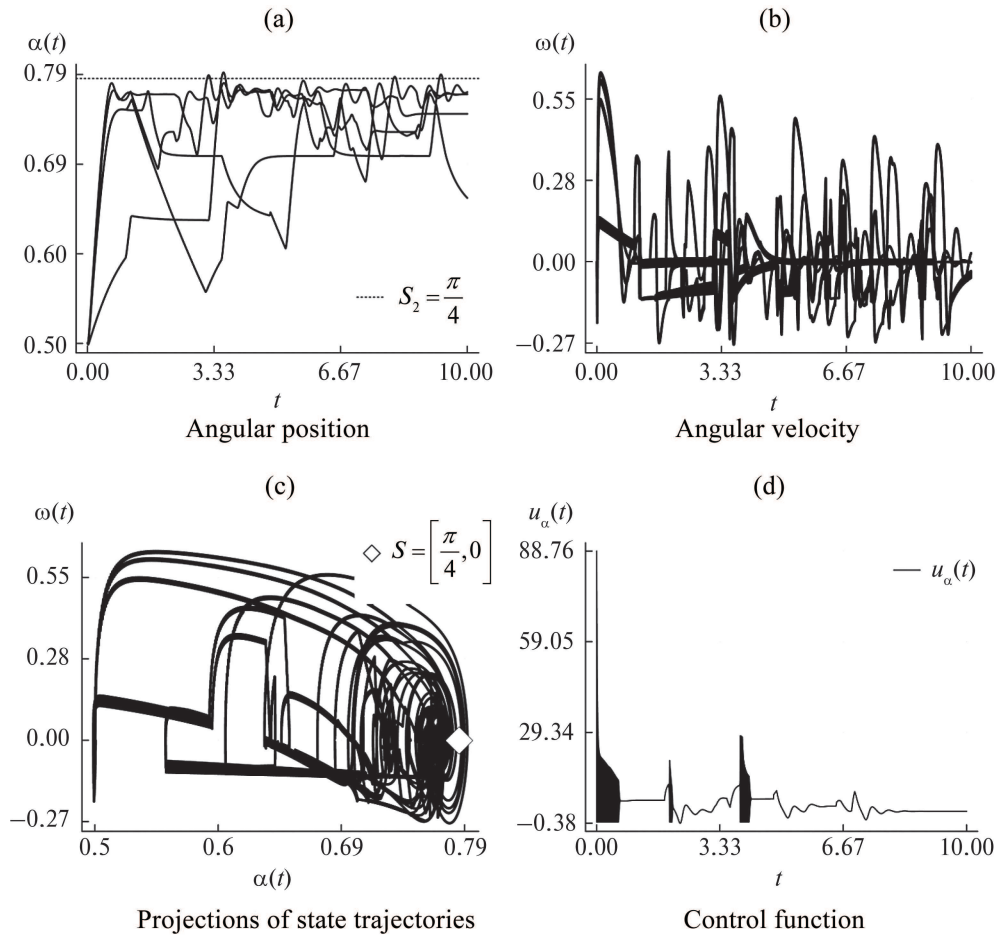 (a)
α(t)
0.79
0.69
0.60
0.50
S₂ = π/4
0.00 3.33 6.67 10.00
t
Angular position
(b)
ω(t)
0.55
0.28
0.00
−0.27
0.00 3.33 6.67 10.00
t
Angular velocity
(c)
ω(t)
0.55
0.28
0.00
−0.27
S = [π/4, 0]
0.5 0.6 0.69 0.79
α(t)
Projections of state trajectories
(d)
u_α(t)
88.76
59.05
29.34
−0.38
u_α(t)
0.00 3.33 6.67 10.00
t
Control function